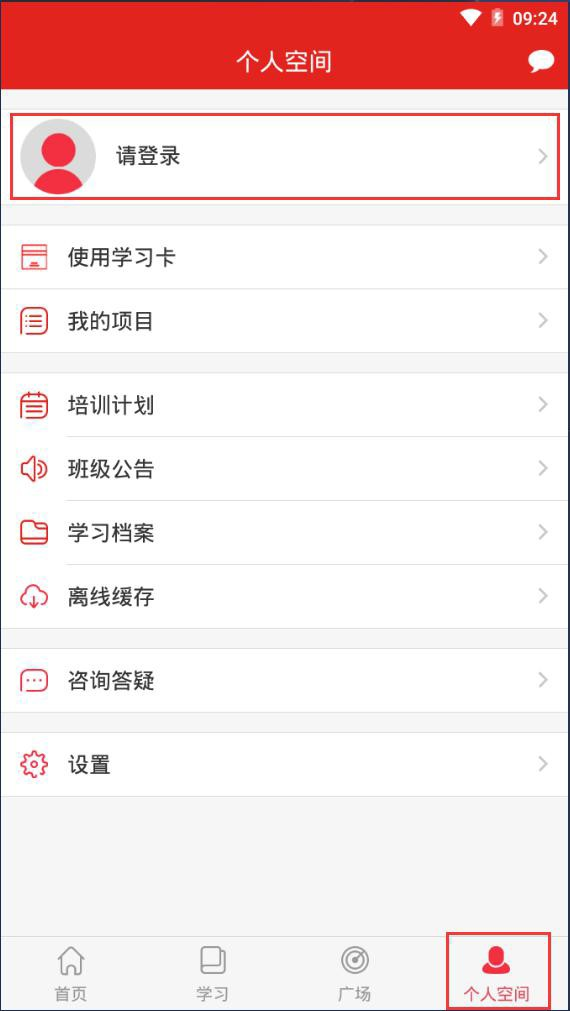 09:24
个人空间
请登录
使用学习卡
我的项目
培训计划
班级公告
学习档案
离线缓存
咨询答疑
设置
首页
学习
广场
个人空间